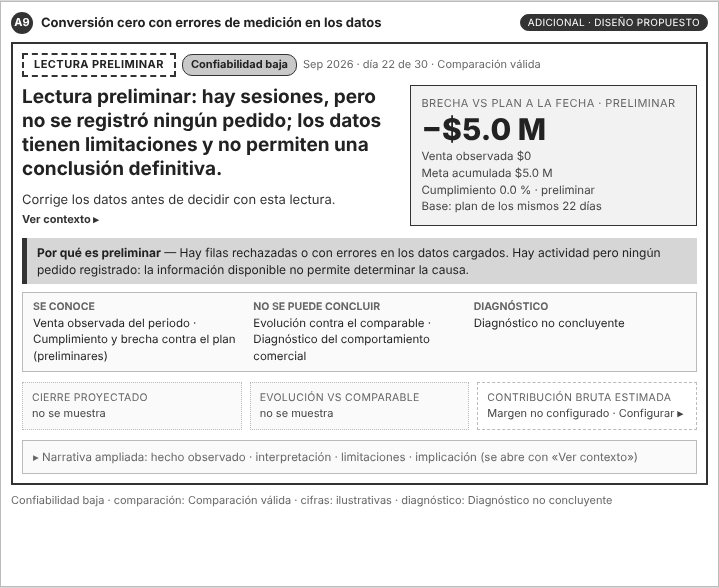 A9 Conversión cero con errores de medición en los datos
ADICIONAL · DISEÑO PROPUESTO
LECTURA PRELIMINAR
Confiabilidad baja
Sep 2026 · día 22 de 30 · Comparación válida
Lectura preliminar: hay sesiones, pero
no se registró ningún pedido; los datos
tienen limitaciones y no permiten una
conclusión definitiva.
Corrige los datos antes de decidir con esta lectura.
Ver contexto ▸
BRECHA VS PLAN A LA FECHA · PRELIMINAR
−$5.0 M
Venta observada $0
Meta acumulada $5.0 M
Cumplimiento 0.0 % · preliminar
Base: plan de los mismos 22 días
Por qué es preliminar — Hay filas rechazadas o con errores en los datos cargados. Hay actividad pero ningún
pedido registrado: la información disponible no permite determinar la causa.
SE CONOCE
Venta observada del periodo ·
Cumplimiento y brecha contra el plan
(preliminares)
NO SE PUEDE CONCLUIR
Evolución contra el comparable ·
Diagnóstico del comportamiento
comercial
DIAGNÓSTICO
Diagnóstico no concluyente
CIERRE PROYECTADO
no se muestra
EVOLUCIÓN VS COMPARABLE
no se muestra
CONTRIBUCIÓN BRUTA ESTIMADA
Margen no configurado · Configurar ▸
▸ Narrativa ampliada: hecho observado · interpretación · limitaciones · implicación (se abre con «Ver contexto»)
Confiabilidad baja · comparación: Comparación válida · cifras: ilustrativas · diagnóstico: Diagnóstico no concluyente